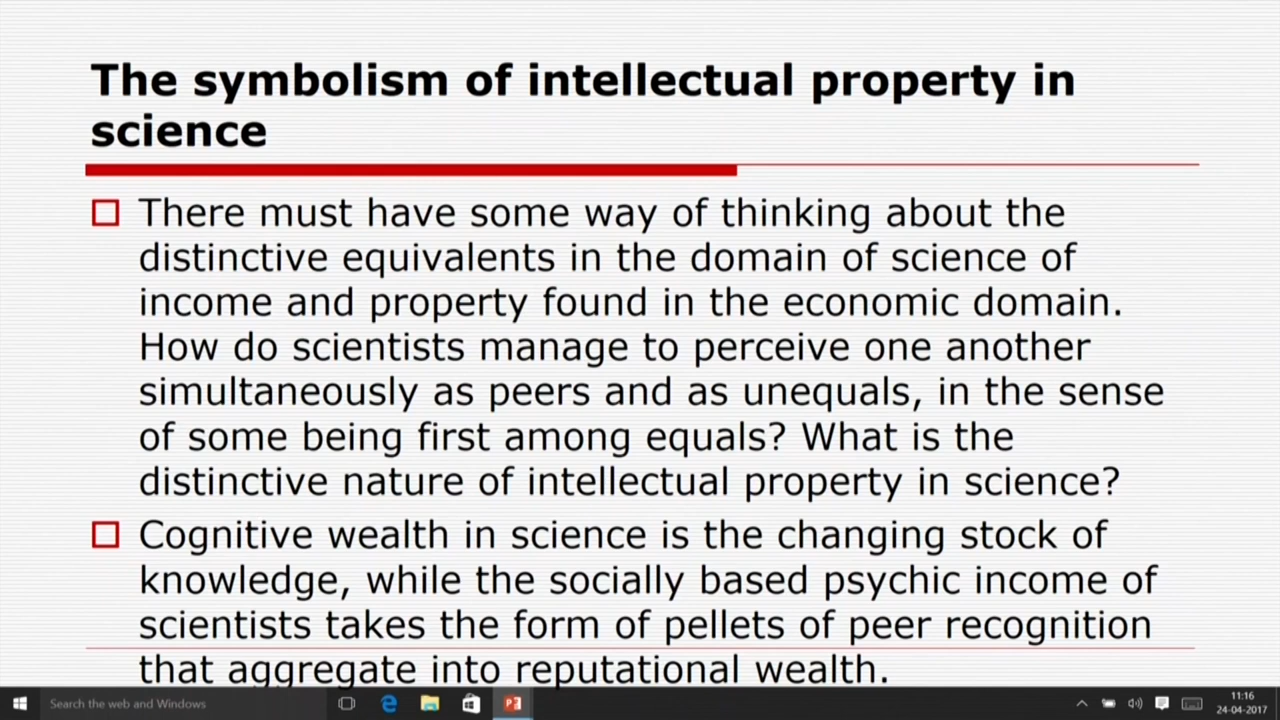 The symbolism of intellectual property in
science
There must have some way of thinking about the
distinctive equivalents in the domain of science of
income and property found in the economic domain.
How do scientists manage to perceive one another
simultaneously as peers and as unequals, in the sense
of some being first among equals? What is the
distinctive nature of intellectual property in science?
Cognitive wealth in science is the changing stock of
knowledge, while the socially based psychic income of
scientists takes the form of pellets of peer recognition
that aggregate into reputational wealth.
Search the web and Windows
11:16
24-04-2017